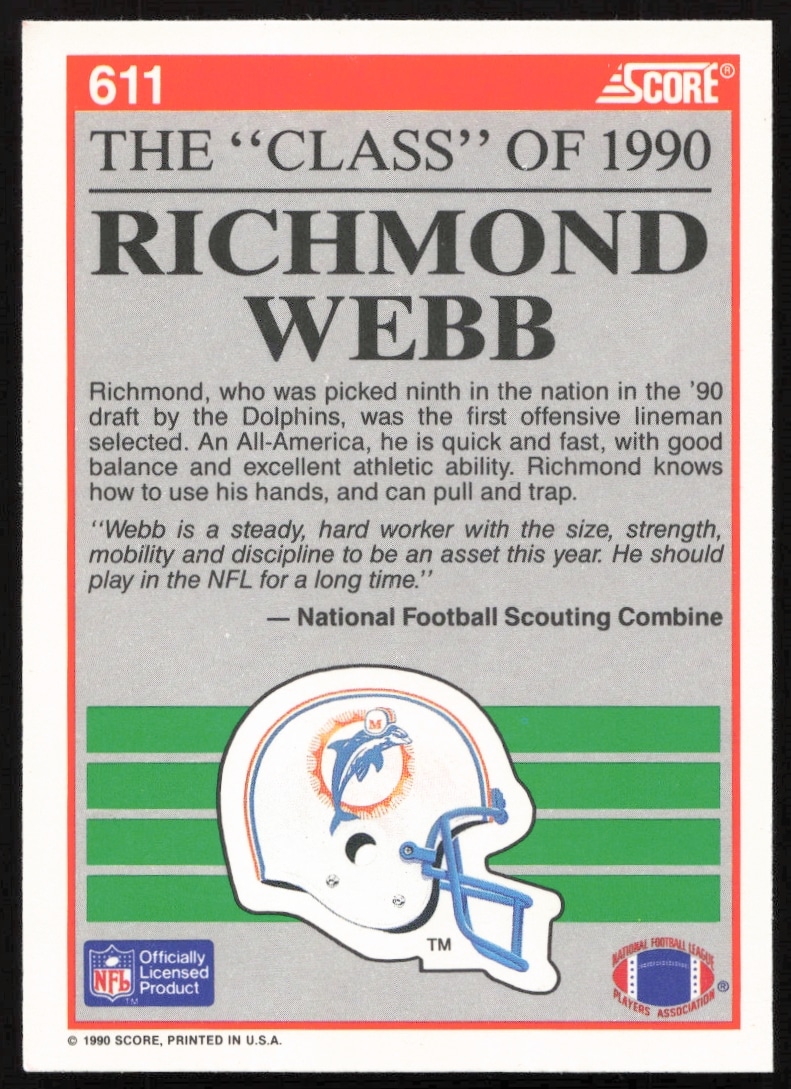 611
SCORE®
THE “CLASS” OF 1990
RICHMOND
WEBB
Richmond, who was picked ninth in the nation in the '90
draft by the Dolphins, was the first offensive lineman
selected. An All-America, he is quick and fast, with good
balance and excellent athletic ability. Richmond knows
how to use his hands, and can pull and trap.
“Webb is a steady, hard worker with the size, strength,
mobility and discipline to be an asset this year. He should
play in the NFL for a long time.”
— National Football Scouting Combine
M
TM
NFL
Officially
Licensed
Product
TM
NATIONAL FOOTBALL LEAGUE
PLAYERS ASSOCIATION
®
© 1990 SCORE, PRINTED IN U.S.A.